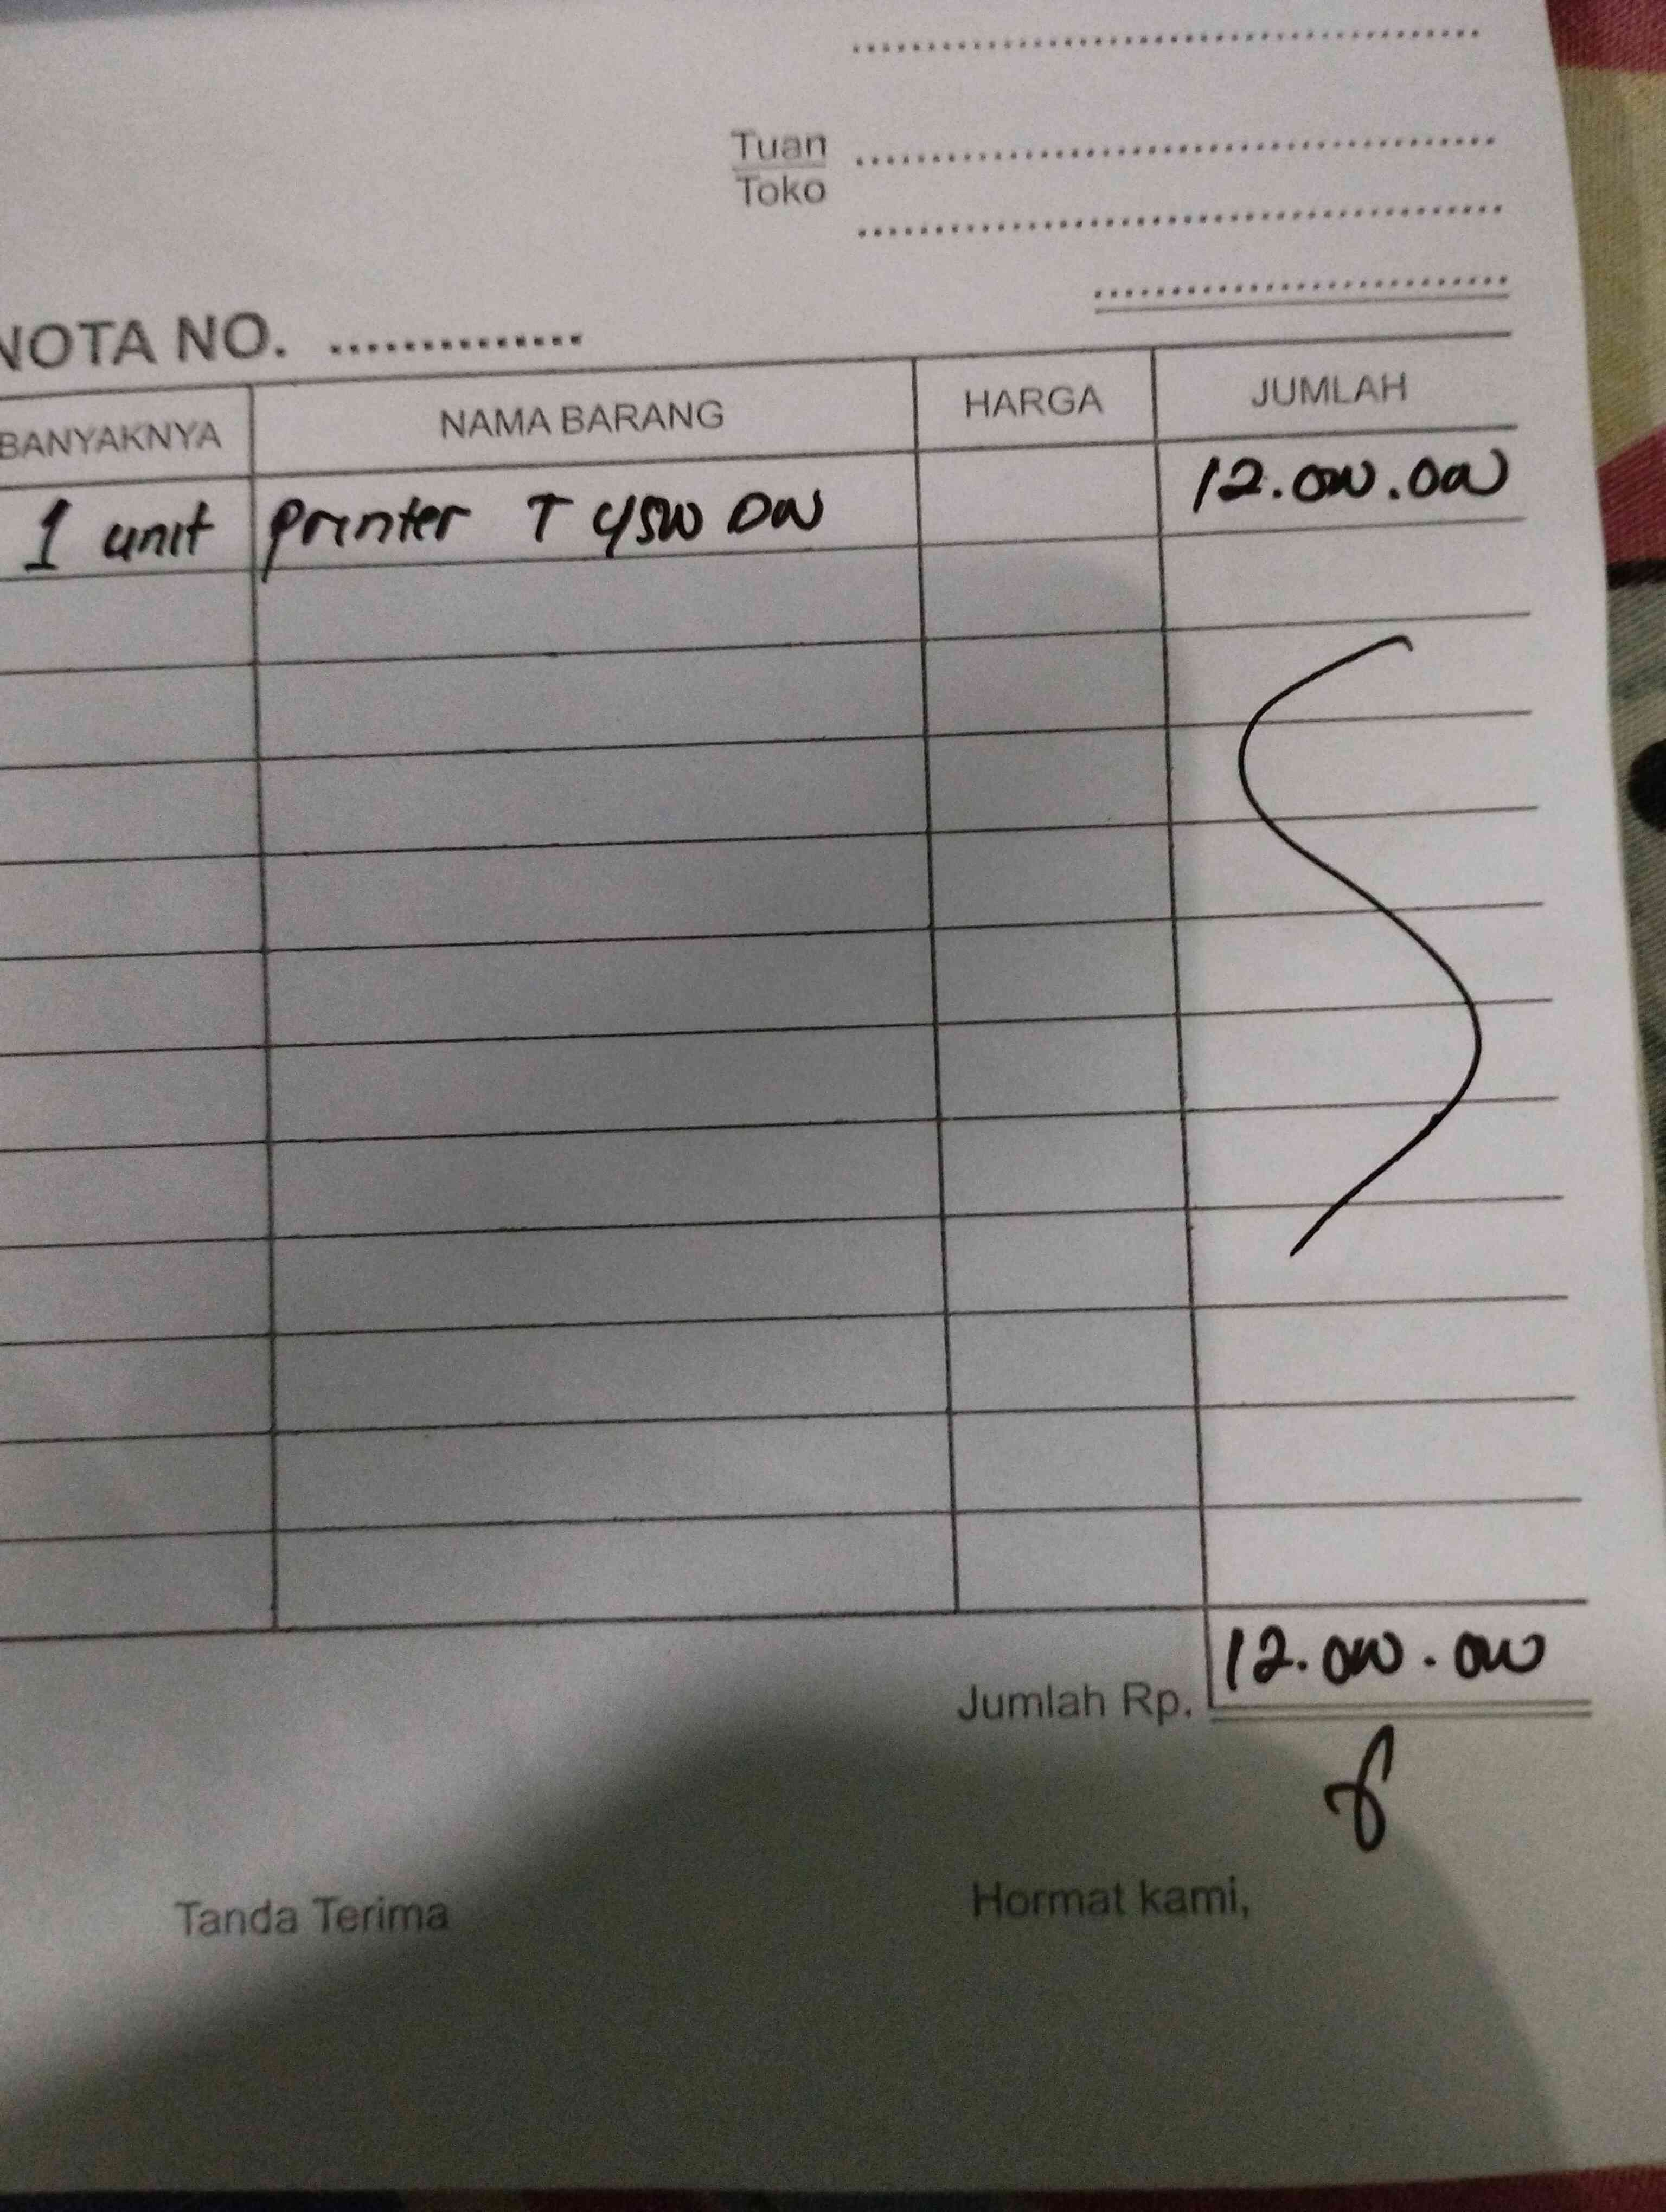 Tuan
Toko
NOTA NO. ..............
BANYAKNYA NAMA BARANG HARGA JUMLAH
1 unit printer T 4500 DW 12.000.000
Jumlah Rp. 12.000.000
Tanda Terima Hormat kami,